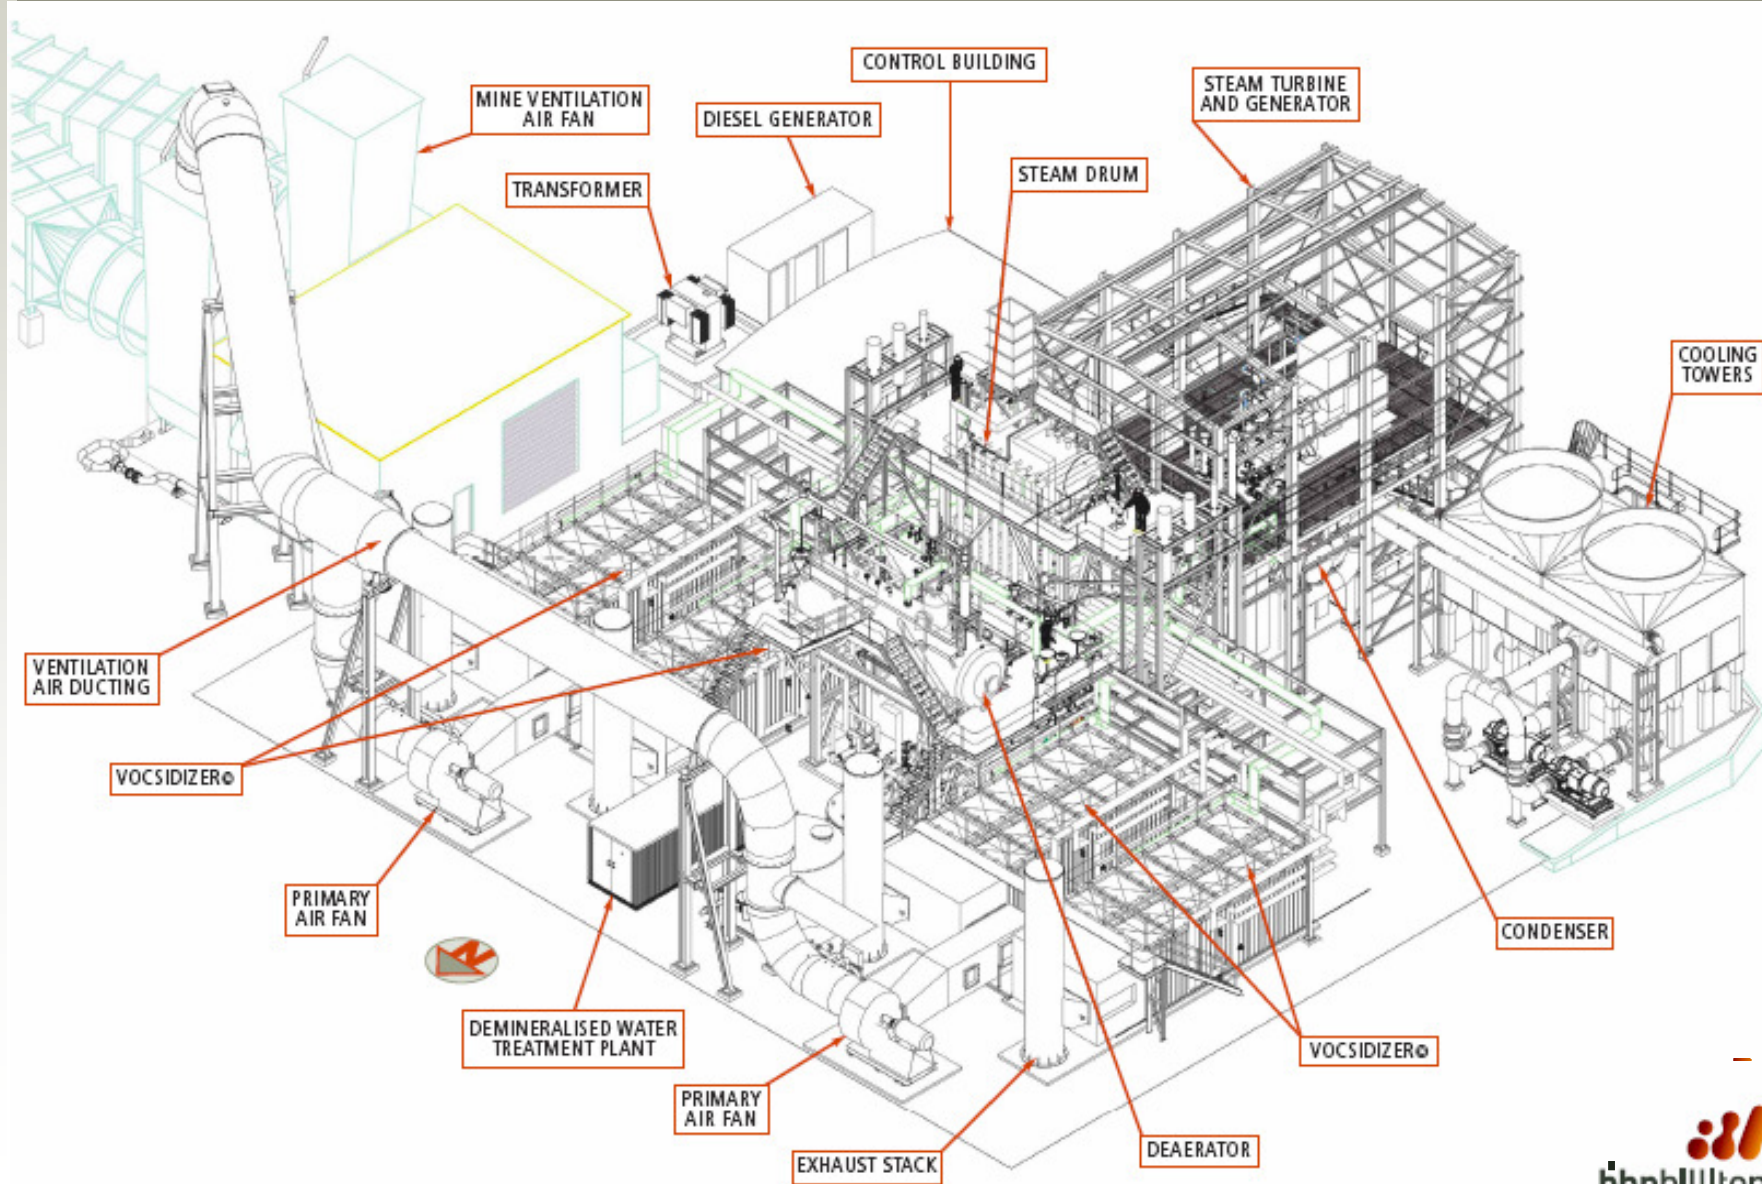 CONTROL BUILDING
STEAM TURBINE
AND GENERATOR
MINE VENTILATION
AIR FAN
DIESEL GENERATOR
STEAM DRUM
TRANSFORMER
COOLING
TOWERS
VENTILATION
AIR DUCTING
VOCSIDIZER®
PRIMARY
AIR FAN
N
CONDENSER
DEMINERALISED WATER
TREATMENT PLANT
VOCSIDIZER®
PRIMARY
AIR FAN
DEAERATOR
EXHAUST STACK